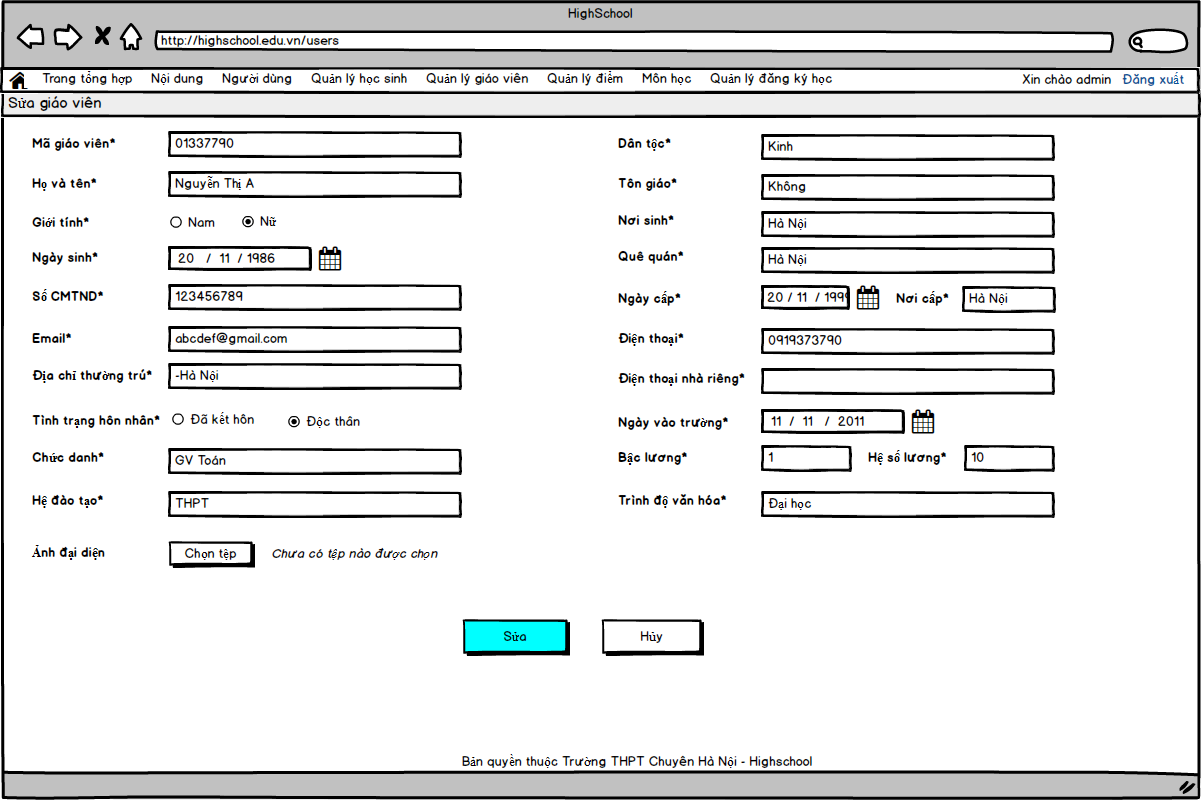 HighSchool
http://highschool.edu.vn/users
Trang tổng hợp Nội dung Người dùng Quản lý học sinh Quản lý giáo viên Quản lý điểm Môn học Quản lý đăng ký học Xin chào admin Đăng xuất
Sửa giáo viên
Mã giáo viên* 01337790 Dân tộc* Kinh
Họ và tên* Nguyễn Thị A Tôn giáo* Không
Giới tính* Nam Nữ Nơi sinh* Hà Nội
Ngày sinh* 20 / 11 / 1986 Quê quán* Hà Nội
Số CMTND* 123456789 Ngày cấp* 20 / 11 / 1999 Nơi cấp* Hà Nội
Email* abcdef@gmail.com Điện thoại* 0919373790
Địa chỉ thường trú* -Hà Nội Điện thoại nhà riêng*
Tình trạng hôn nhân* Đã kết hôn Độc thân Ngày vào trường* 11 / 11 / 2011
Chức danh* GV Toán Bậc lương* 1 Hệ số lương* 10
Hệ đào tạo* THPT Trình độ văn hóa* Đại học
Ảnh đại diện Chọn tệp Chưa có tệp nào được chọn
Sửa Hủy
Bản quyền thuộc Trường THPT Chuyên Hà Nội - Highschool